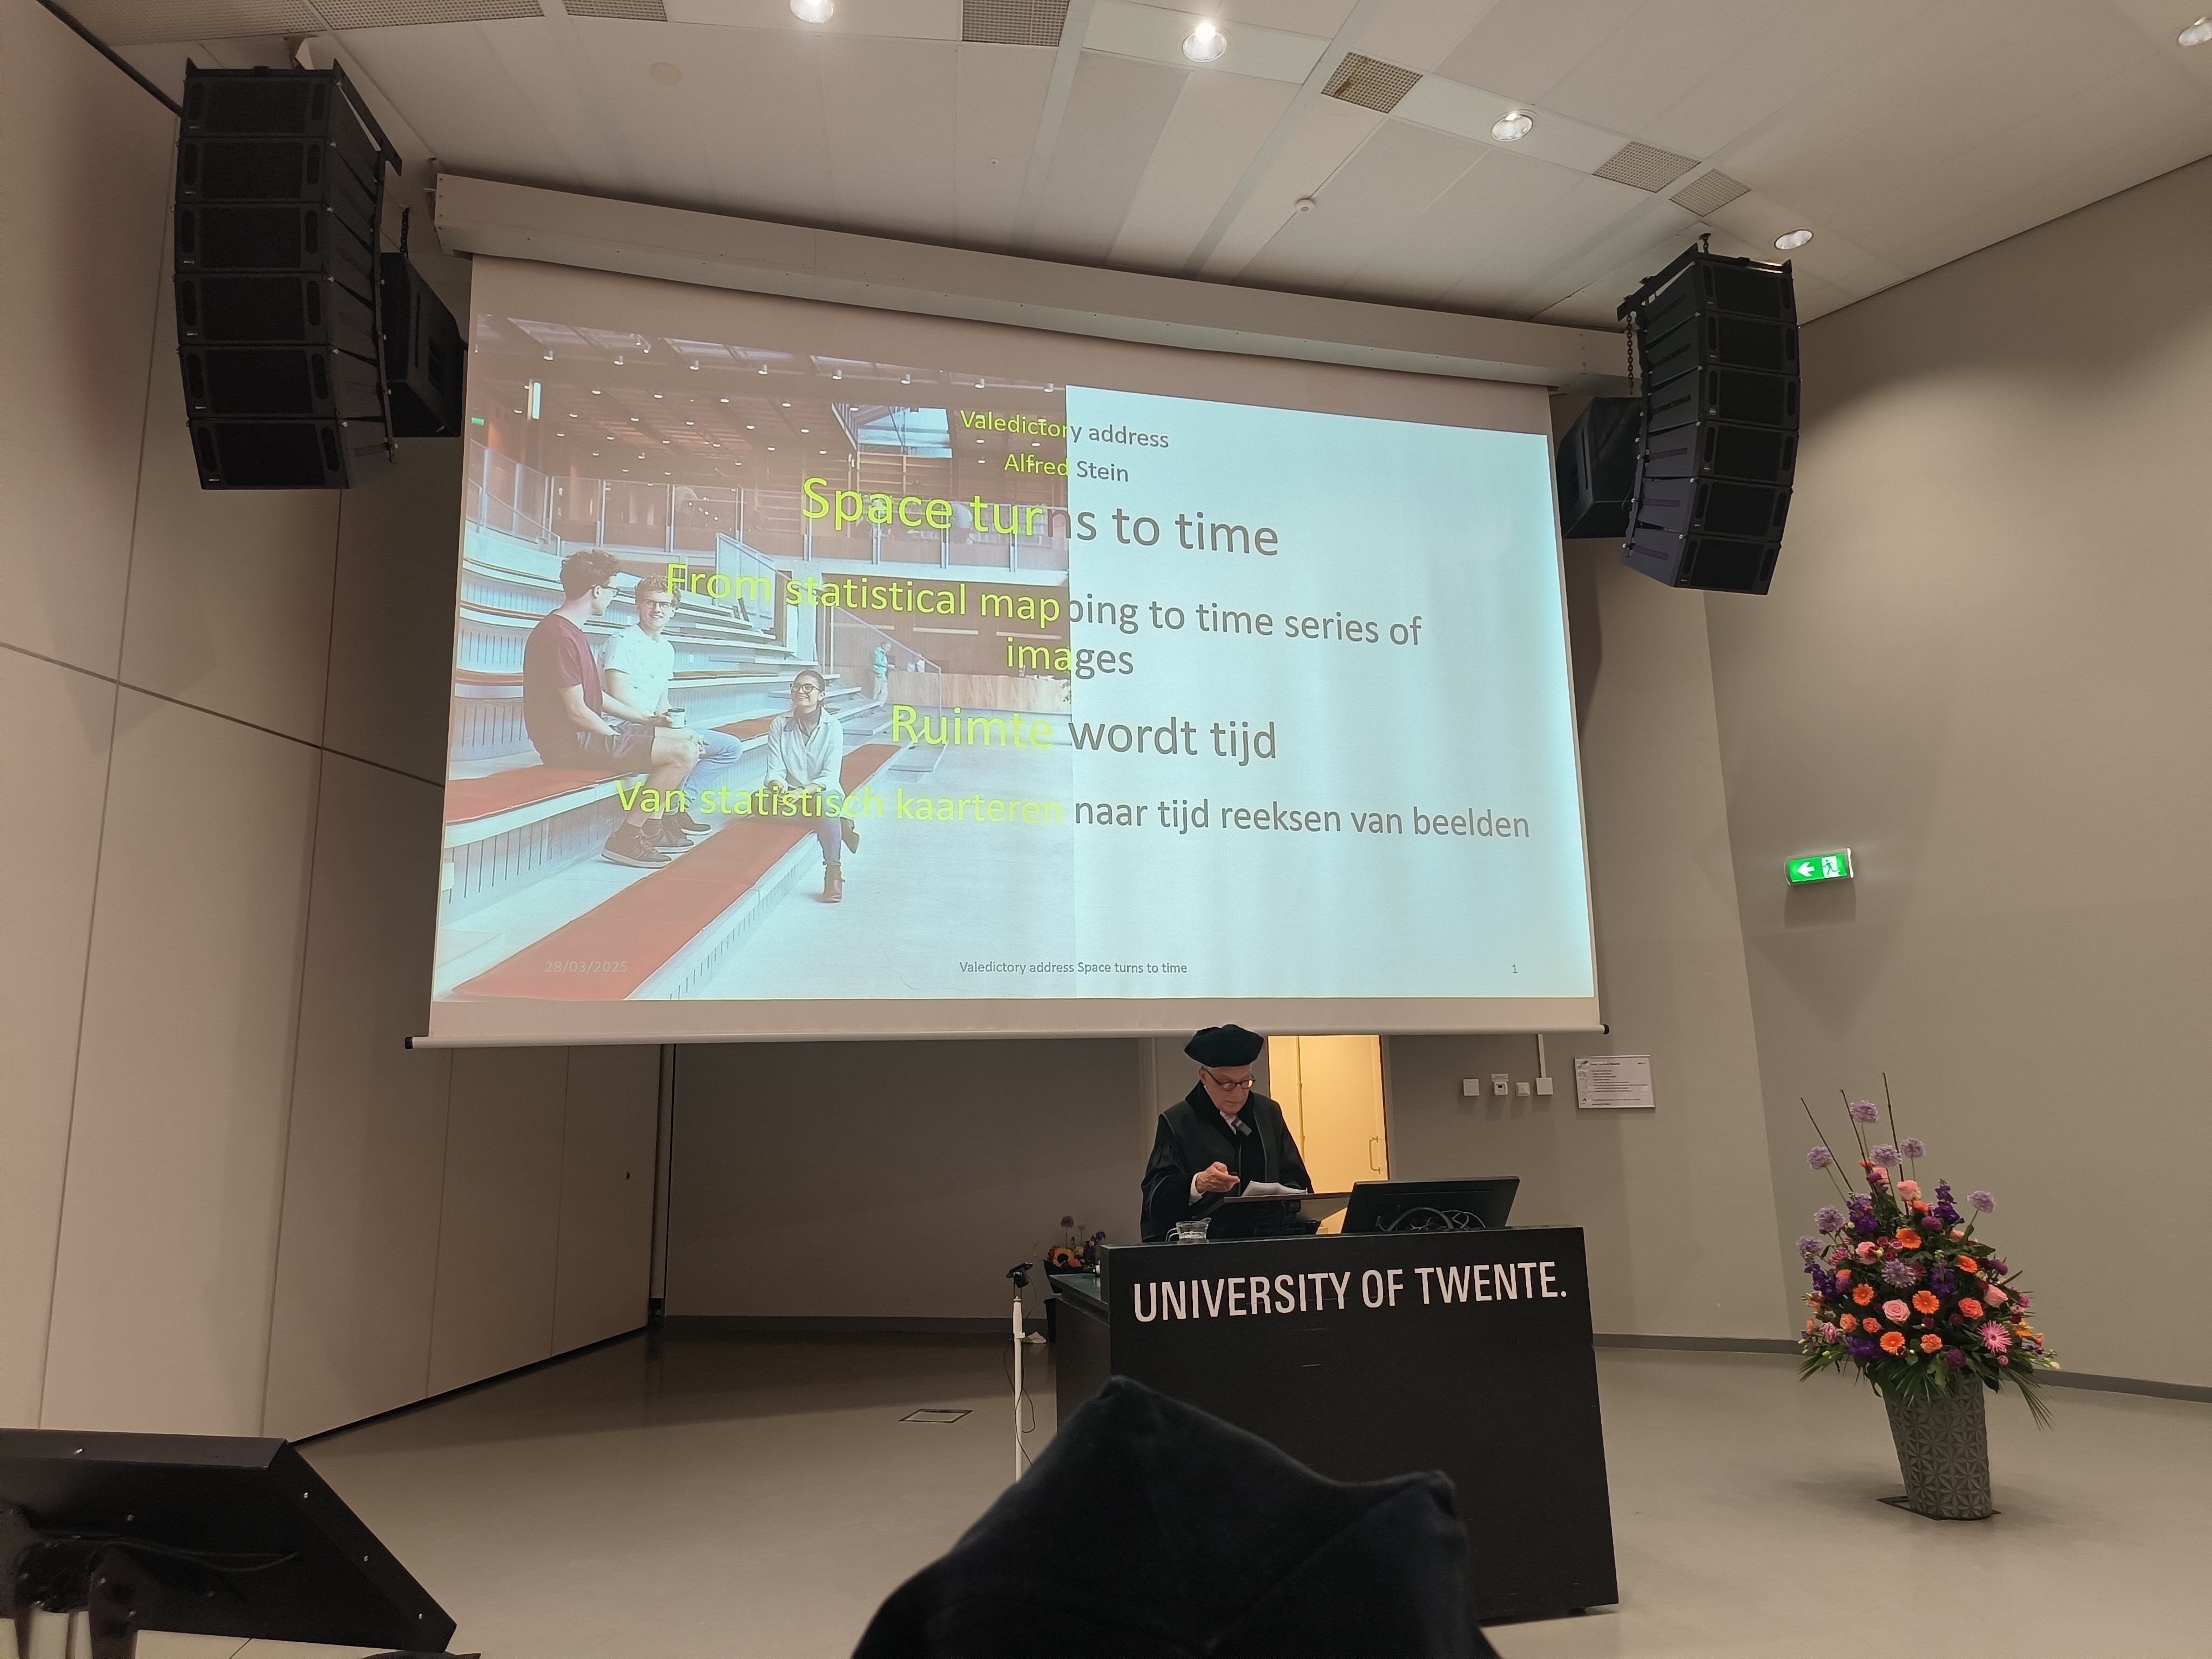 Valedictory address
Alfred Stein
Space turns to time
From statistical mapping to time series of
images
Ruimte wordt tijd
Van statistisch kaarteren naar tijd reeksen van beelden
28/03/2025
Valedictory address Space turns to time
1
UNIVERSITY OF TWENTE.